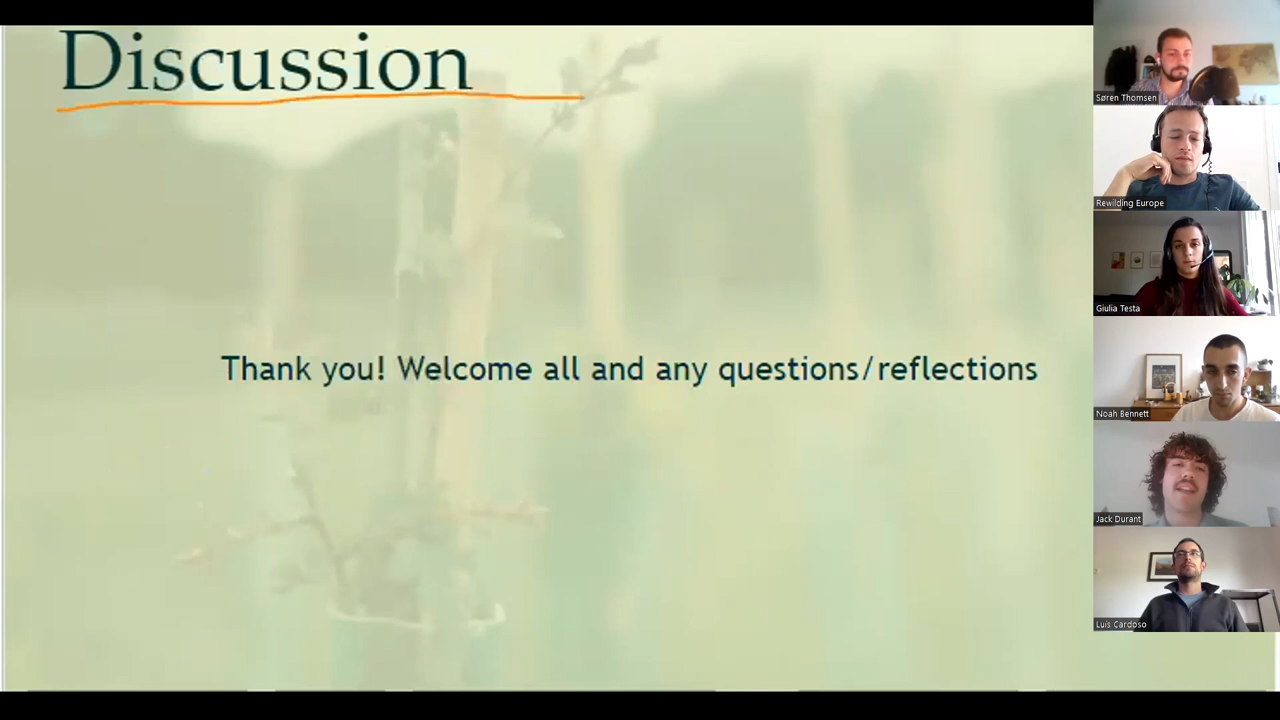 Discussion
Thank you! Welcome all and any questions/reflections
Søren Thomsen
Rewilding Europe
Giulia Testa
Noah Bennett
Jack Durant
Luís Cardoso